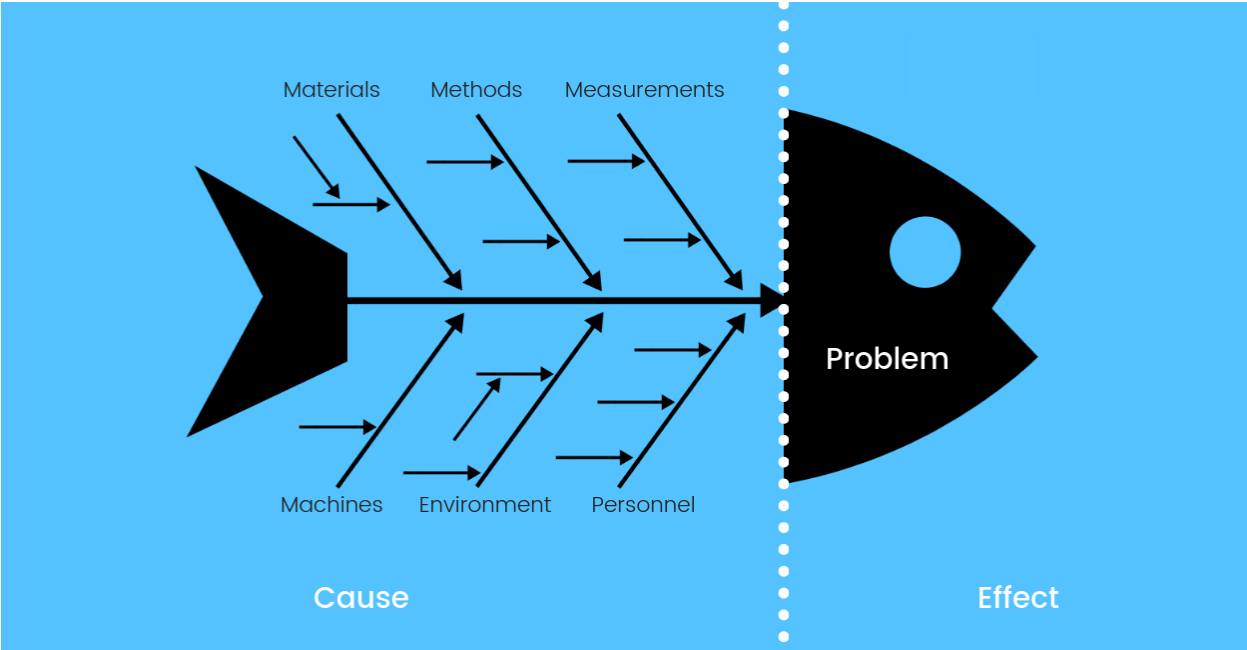 Materials
Methods
Measurements
Problem
Machines
Environment
Personnel
Cause
Effect